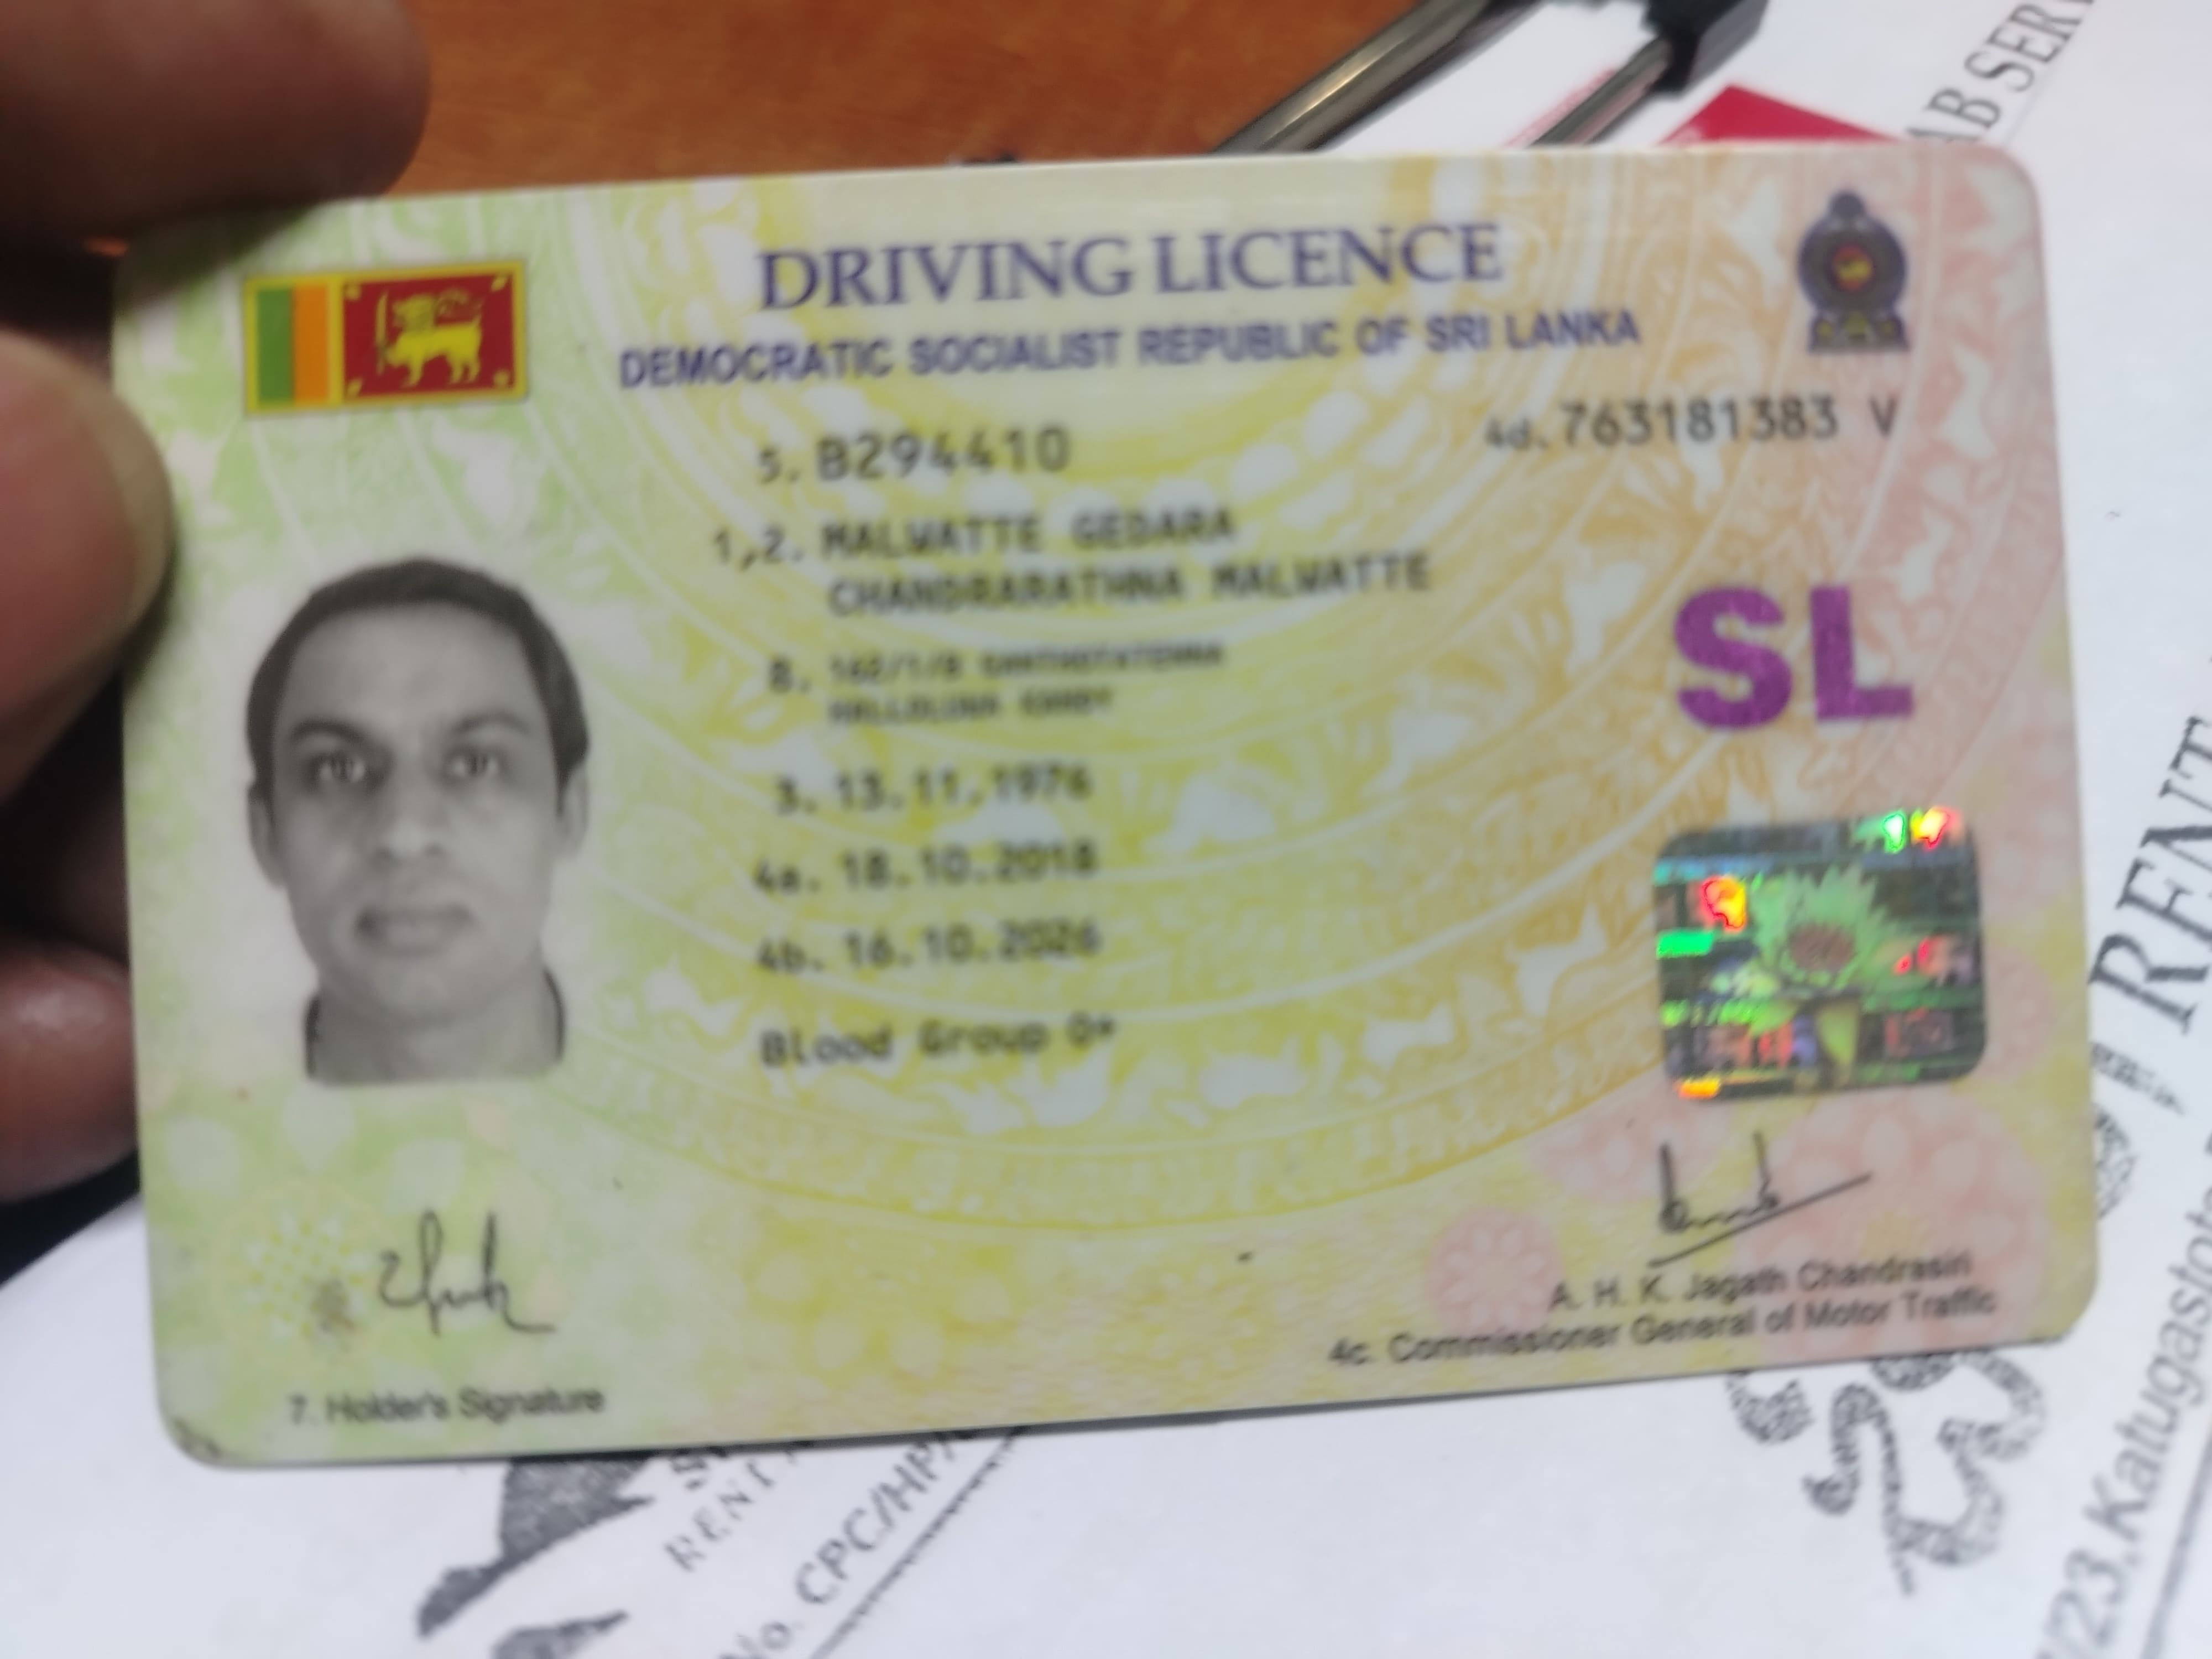 DRIVING LICENCE
DEMOCRATIC SOCIALIST REPUBLIC OF SRI LANKA
5. B294410
4d. 763181383 V
1,2. MALWATTE GEDARA
CHANDRARATHNA MALWATTE
8. KANDY
SL
3. 13.11.1976
4a. 18.10.2018
4b. 16.10.2026
Blood Group O+
7. Holder's Signature
A. H. K. Jagath Chandrasiri
4c. Commissioner General of Motor Traffic
AB SER
RENT
RENT
No. CPC/HP/
/23.Katugastota